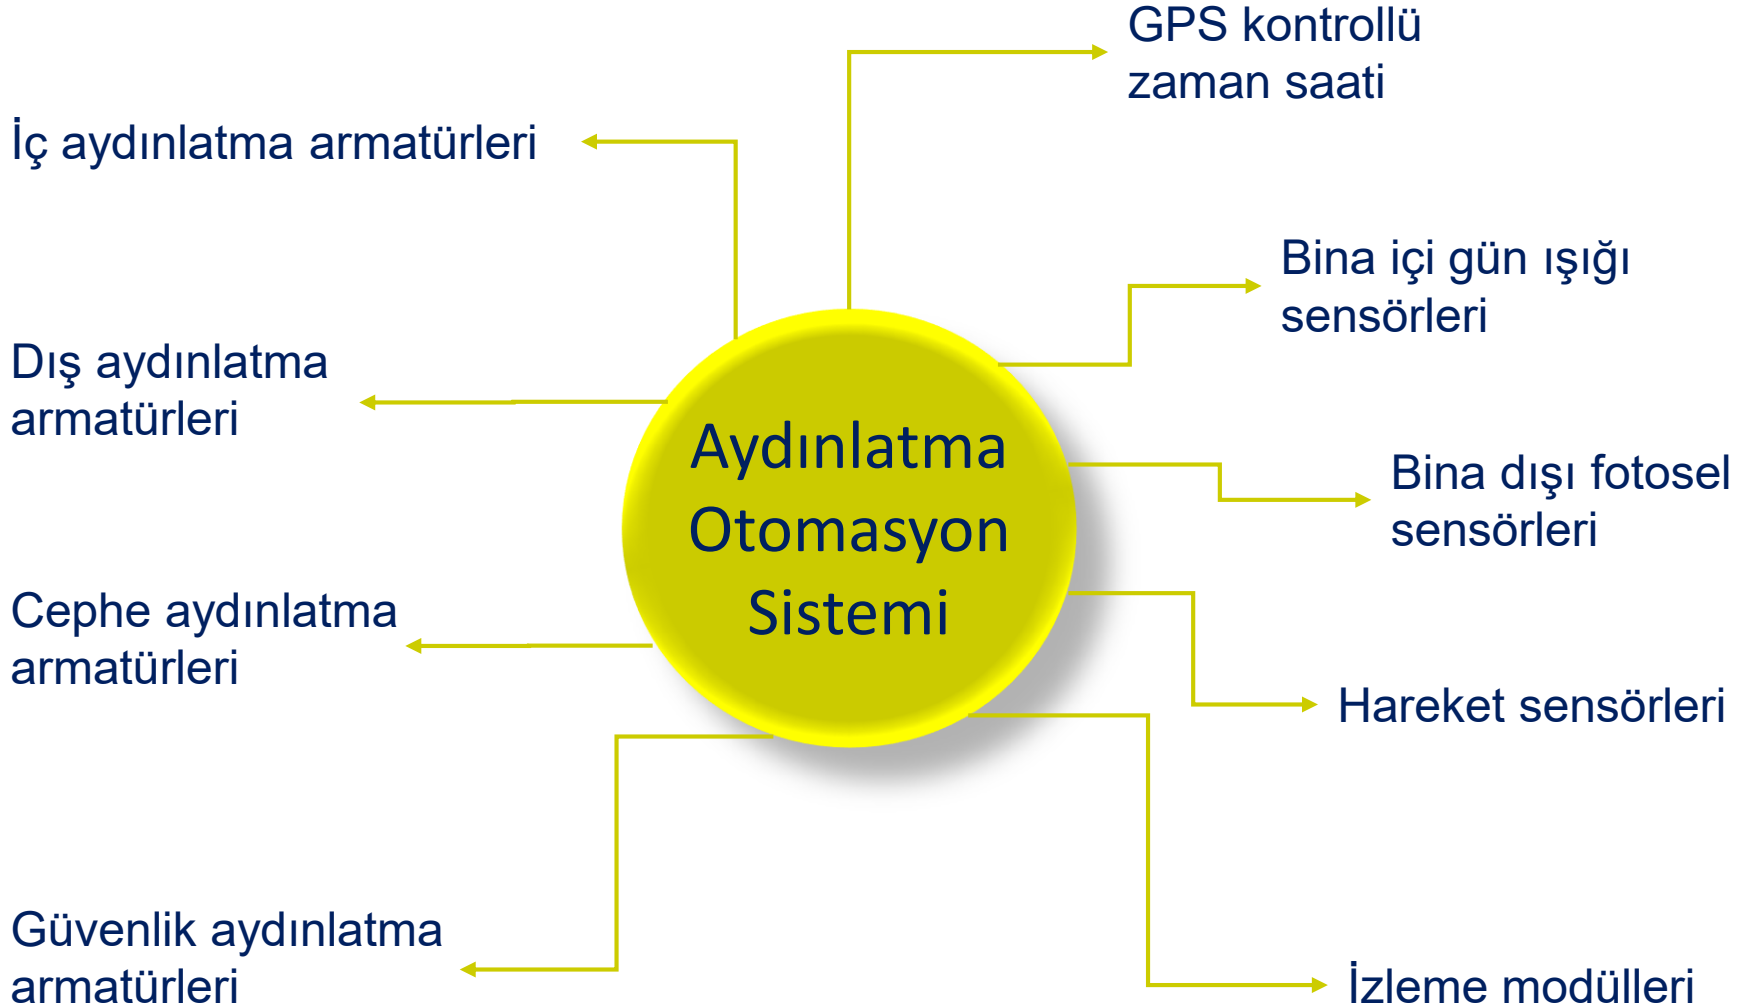 GPS kontrollü
zaman saati
İç aydınlatma armatürleri
Bina içi gün ışığı
sensörleri
Dış aydınlatma
armatürleri
Aydınlatma
Otomasyon
Sistemi
Bina dışı fotosel
sensörleri
Cephe aydınlatma
armatürleri
Hareket sensörleri
Güvenlik aydınlatma
armatürleri
İzleme modülleri